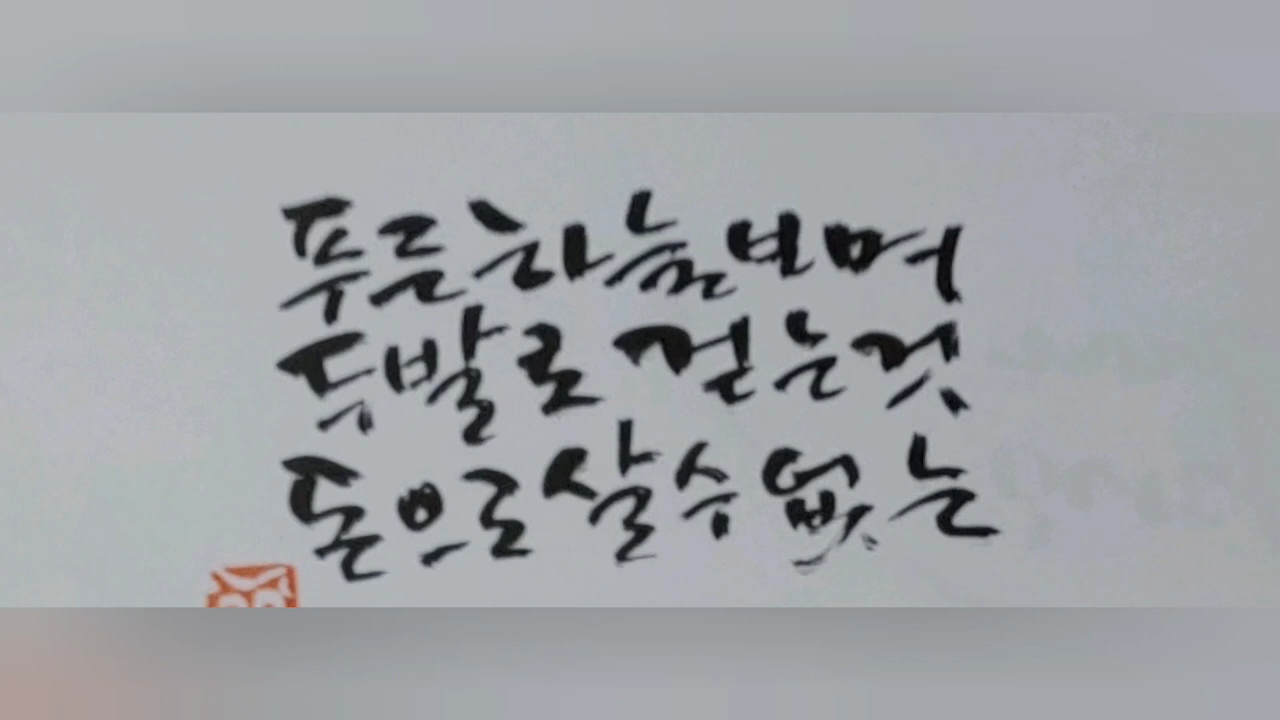 푸른하늘보며
두발로 걷는것
돈으로살수없는